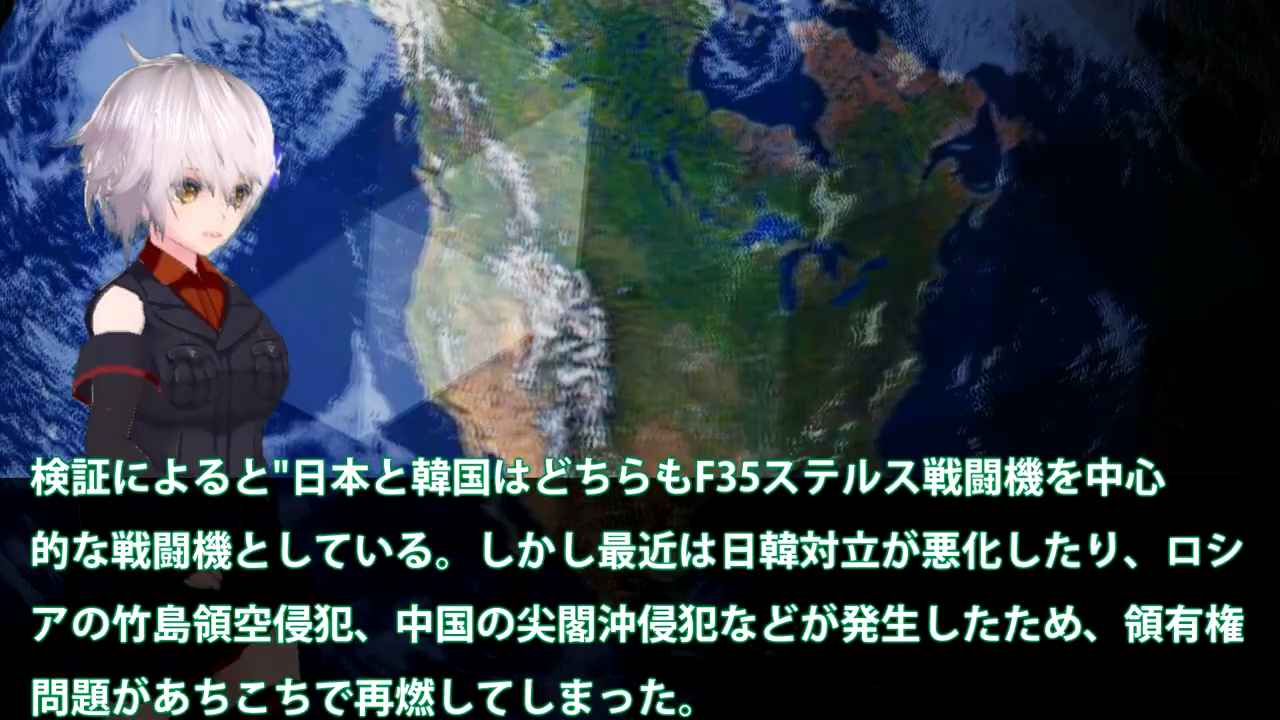 検証によると"日本と韓国はどちらもF35ステルス戦闘機を中心
的な戦闘機としている。しかし最近は日韓対立が悪化したり、ロシ
アの竹島領空侵犯、中国の尖閣沖侵犯などが発生したため、領有権
問題があちこちで再燃してしまった。